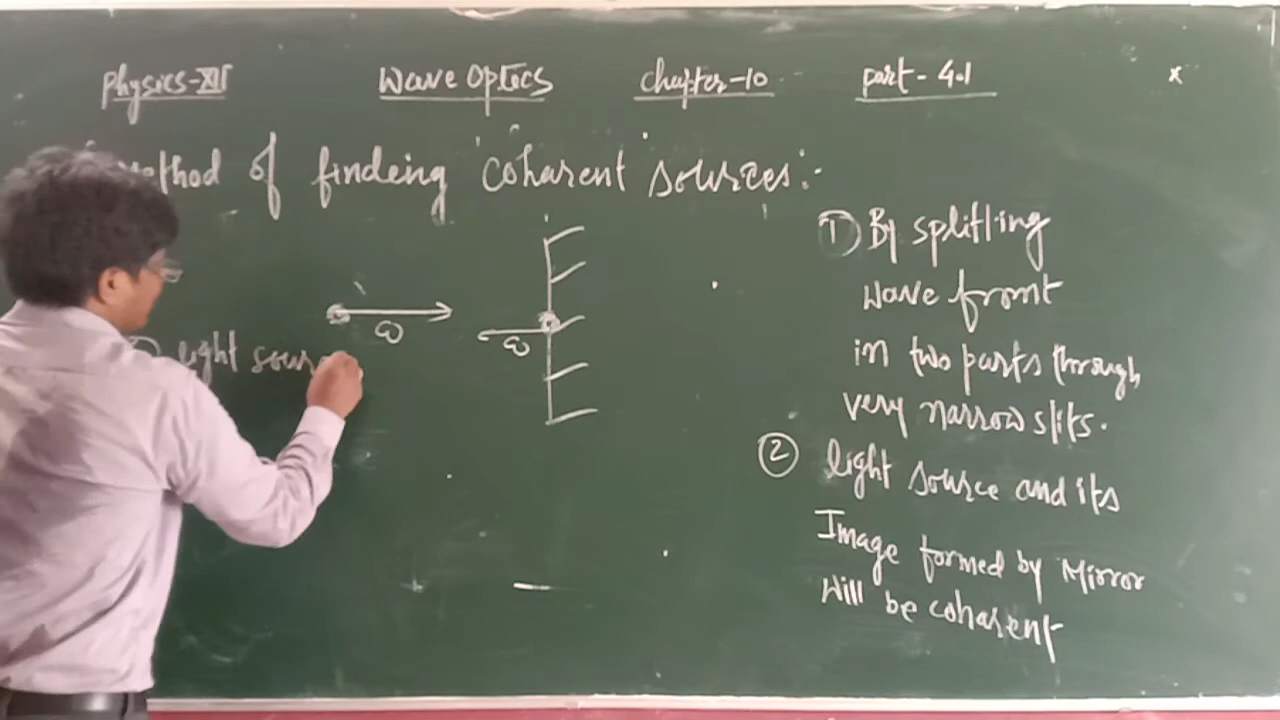 Physics-XII Wave Optics chapter-10 part-4.1
method of findeing coharent sources:-
ω
ω
light sour
① By splitting
wave front
in two parts through
very narrow slits.
② light source and its
Image formed by Mirror
Will be coharent